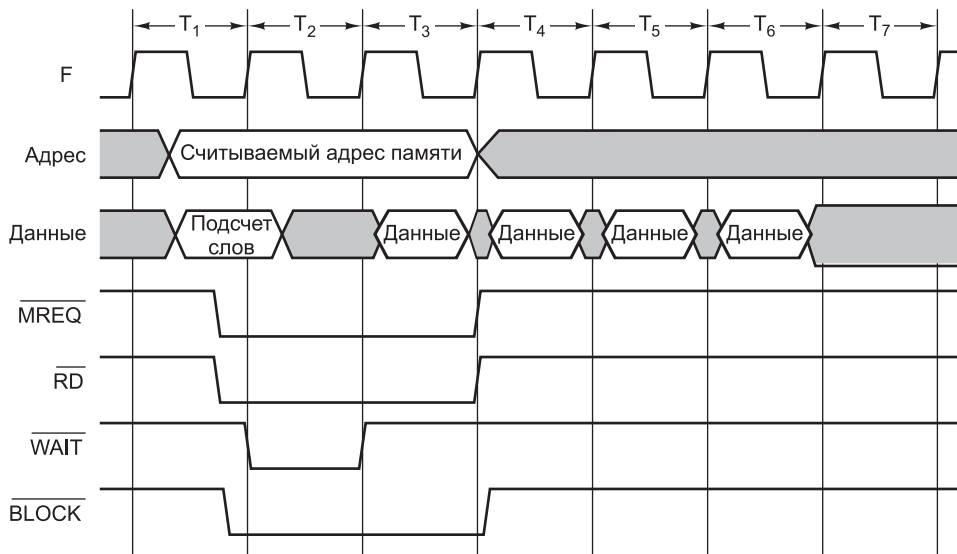 T1 T2 T3 T4 T5 T6 T7
F
Адрес
Считываемый адрес памяти
Данные
Подсчет
слов
Данные Данные Данные Данные
MREQ
RD
WAIT
BLOCK